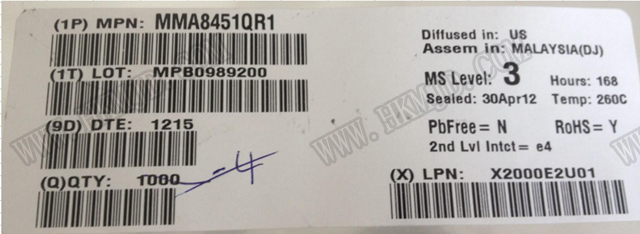 (1P) MPN: MMA8451QR1
(1T) LOT: MPB0989200
(9D) DTE: 1215
(Q)QTY: 1000 -4
Diffused in: US
Assem in: MALAYSIA(DJ)
MS Level: 3 Hours: 168
Sealed: 30Apr12 Temp: 260C
PbFree= N RoHS= Y
2nd Lvl Intct= e4
(X) LPN: X2000E2U01